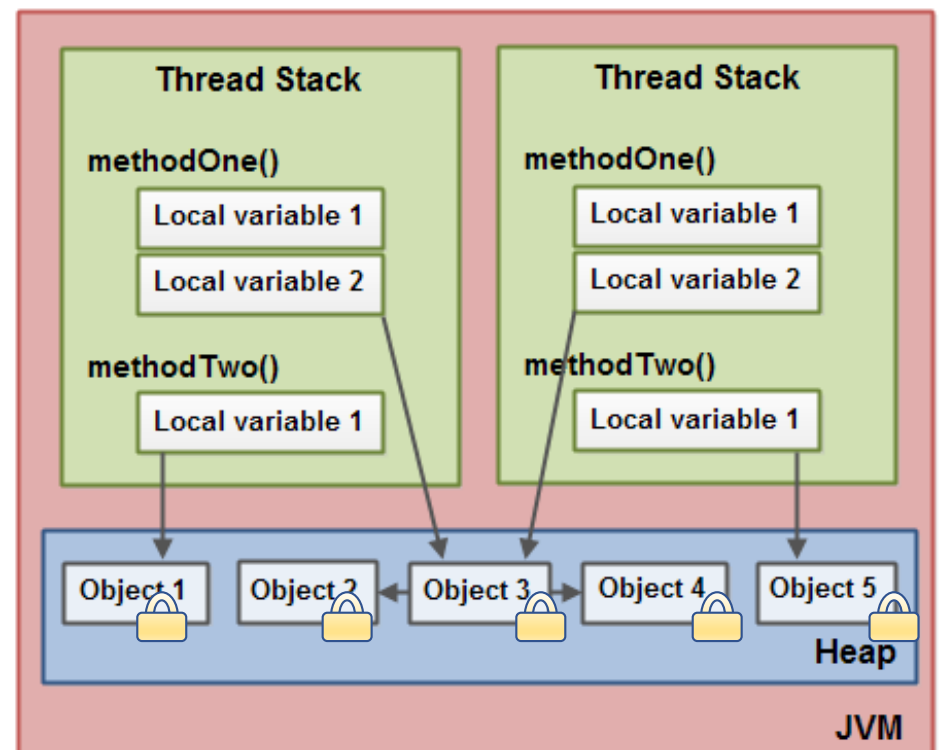 Thread Stack
methodOne()
Local variable 1
Local variable 2
methodTwo()
Local variable 1
Thread Stack
methodOne()
Local variable 1
Local variable 2
methodTwo()
Local variable 1
Object 1
Object 2
Object 3
Object 4
Object 5
Heap
JVM